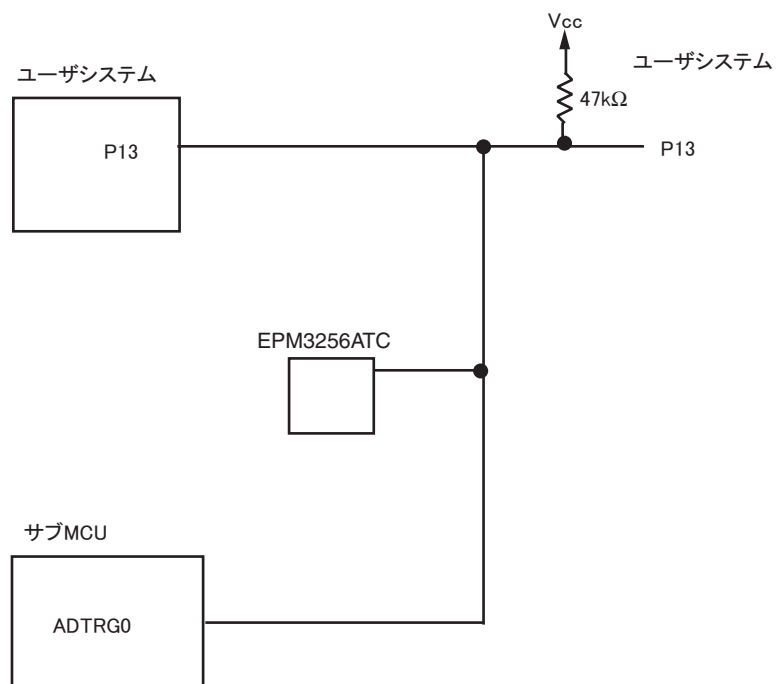 Vcc
ユーザシステム
ユーザシステム
47kΩ
P13
P13
EPM3256ATC
サブMCU
ADTRG0